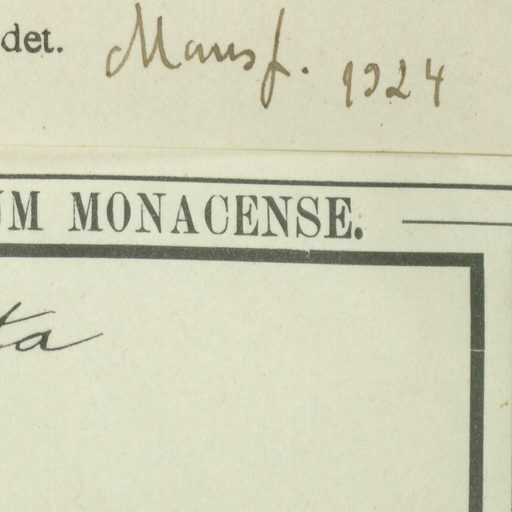 det. Mansf. 1924
UM MONACENSE.
ta